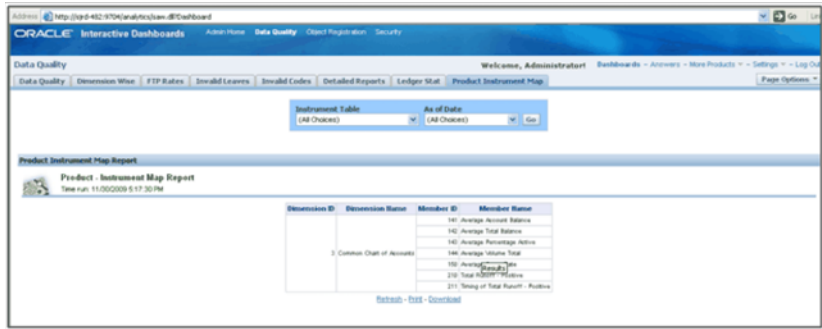 Address http://ojrd-482:9704/analytics/saw.dll?Dashboard Go
ORACLE Interactive Dashboards Admin Home Data Quality Object Registration Security
Data Quality Welcome, Administrator! Dashboards - Answers - More Products - Settings - Log Out
Data Quality Dimension Wise FTP Rates Invalid Leaves Invalid Codes Detailed Reports Ledger Stat Product Instrument Map Page Options
Instrument Table As of Date
(All Choices) (All Choices) Go
Product Instrument Map Report
Product - Instrument Map Report
Time run: 11/30/2009 5:17:30 PM
Dimension ID Dimension Name Member ID Member Name
141 Average Account Balance
142 Average Total Balance
143 Average Percentage Active
3 Common Chart of Accounts 144 Average Volume Total
Average
Results
210 Total Runoff - Positive
211 Timing of Total Runoff - Positive
Refresh - Print - Download